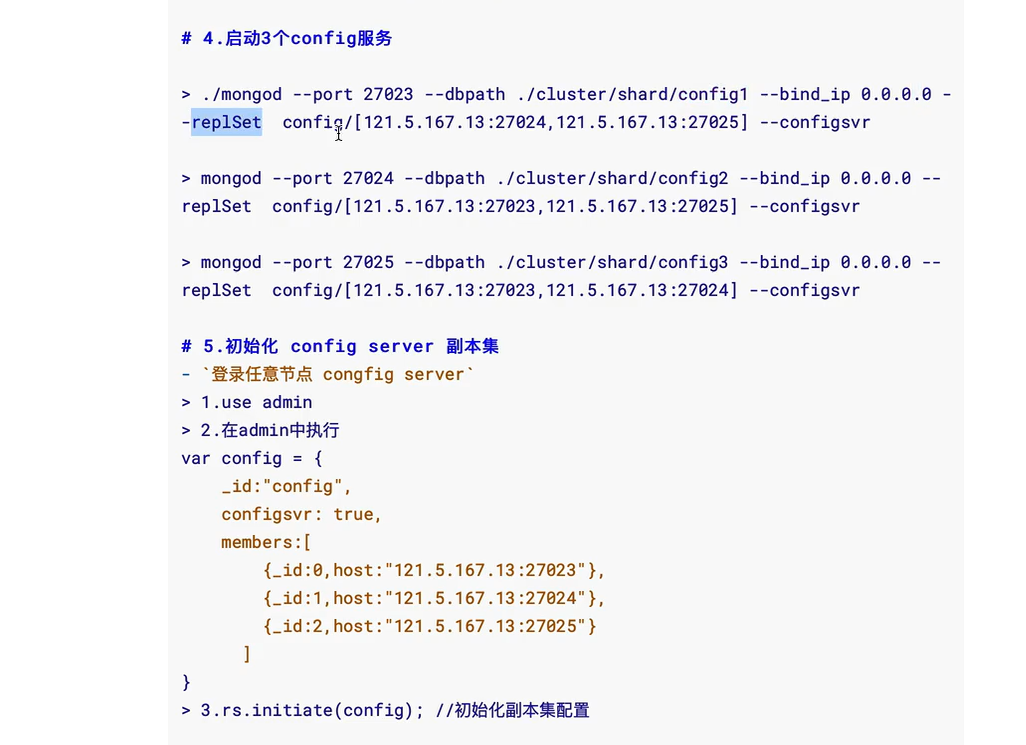 # 4.启动3个config服务
> ./mongod --port 27023 --dbpath ./cluster/shard/config1 --bind_ip 0.0.0.0 -
-replSet  config/[121.5.167.13:27024,121.5.167.13:27025] --configsvr
> mongod --port 27024 --dbpath ./cluster/shard/config2 --bind_ip 0.0.0.0 --
replSet  config/[121.5.167.13:27023,121.5.167.13:27025] --configsvr
> mongod --port 27025 --dbpath ./cluster/shard/config3 --bind_ip 0.0.0.0 --
replSet  config/[121.5.167.13:27023,121.5.167.13:27024] --configsvr
# 5.初始化 config server 副本集
- `登录任意节点 congfig server`
> 1.use admin
> 2.在admin中执行
var config = {
    _id:"config",
    configsvr: true,
    members:[
        {_id:0,host:"121.5.167.13:27023"},
        {_id:1,host:"121.5.167.13:27024"},
        {_id:2,host:"121.5.167.13:27025"}
      ]
}
> 3.rs.initiate(config); //初始化副本集配置